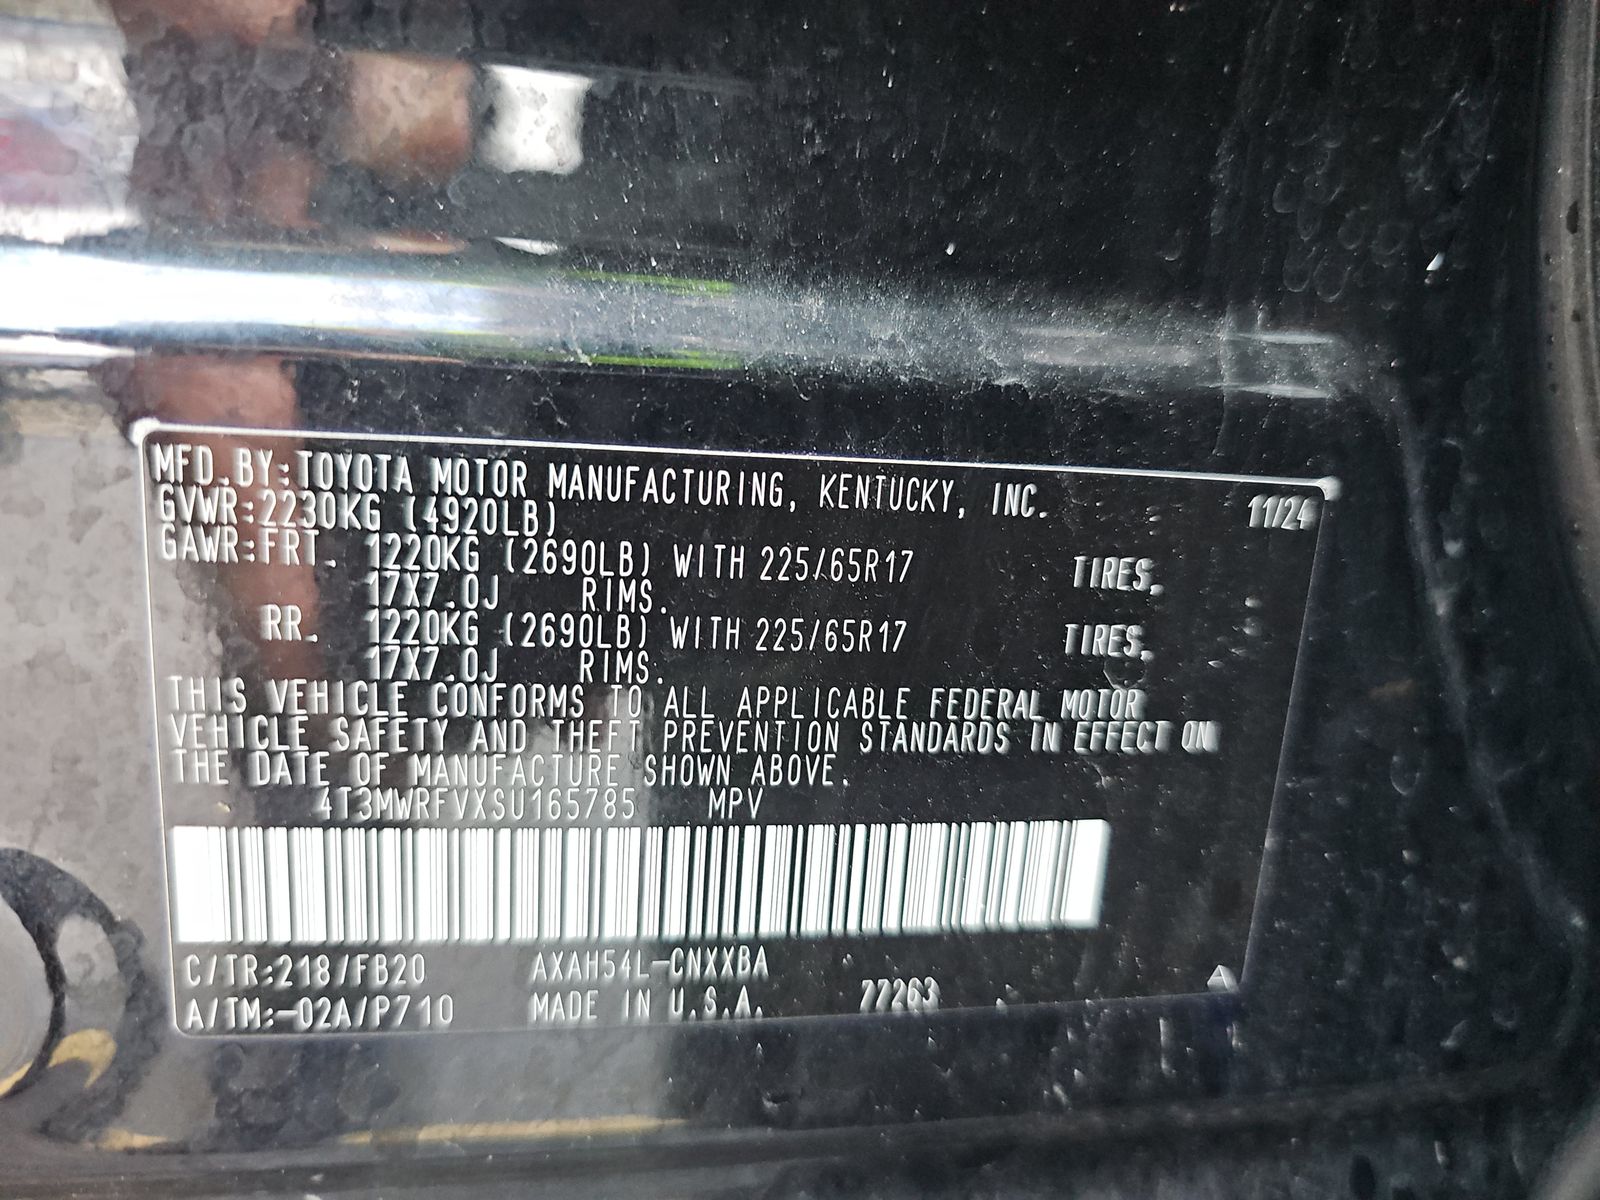 MFD. BY: TOYOTA MOTOR MANUFACTURING, KENTUCKY, INC. 11/24
GVWR: 2230KG (4920LB)
GAWR: FRT. 1220KG (2690LB) WITH 225/65R17 TIRES,
17X7.0J RIMS.
RR. 1220KG (2690LB) WITH 225/65R17 TIRES,
17X7.0J RIMS.
THIS VEHICLE CONFORMS TO ALL APPLICABLE FEDERAL MOTOR
VEHICLE SAFETY AND THEFT PREVENTION STANDARDS IN EFFECT ON
THE DATE OF MANUFACTURE SHOWN ABOVE.
4T3MWRFVXSU165785 MPV
C/TR:218/FB20 AXAH54L-CNXXBA
A/TM:-02A/P710 MADE IN U.S.A. 77263 A